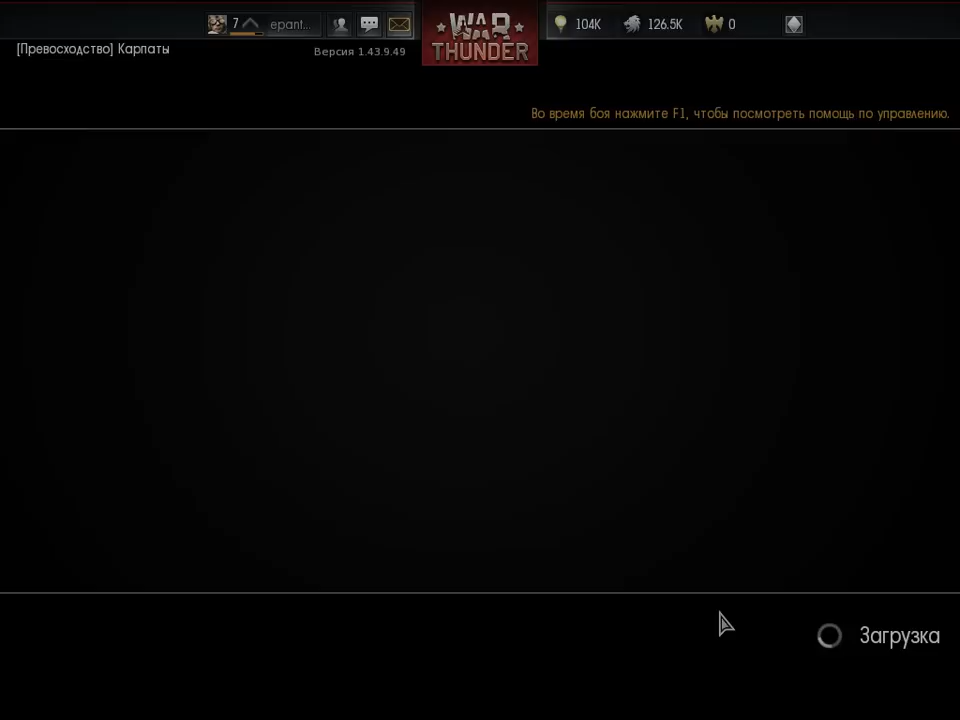 7 epant...
WAR
THUNDER
104K 126.5K 0
[Превосходство] Карпаты
Версия 1.43.9.49
Во время боя нажмите F1, чтобы посмотреть помощь по управлению.
Загрузка